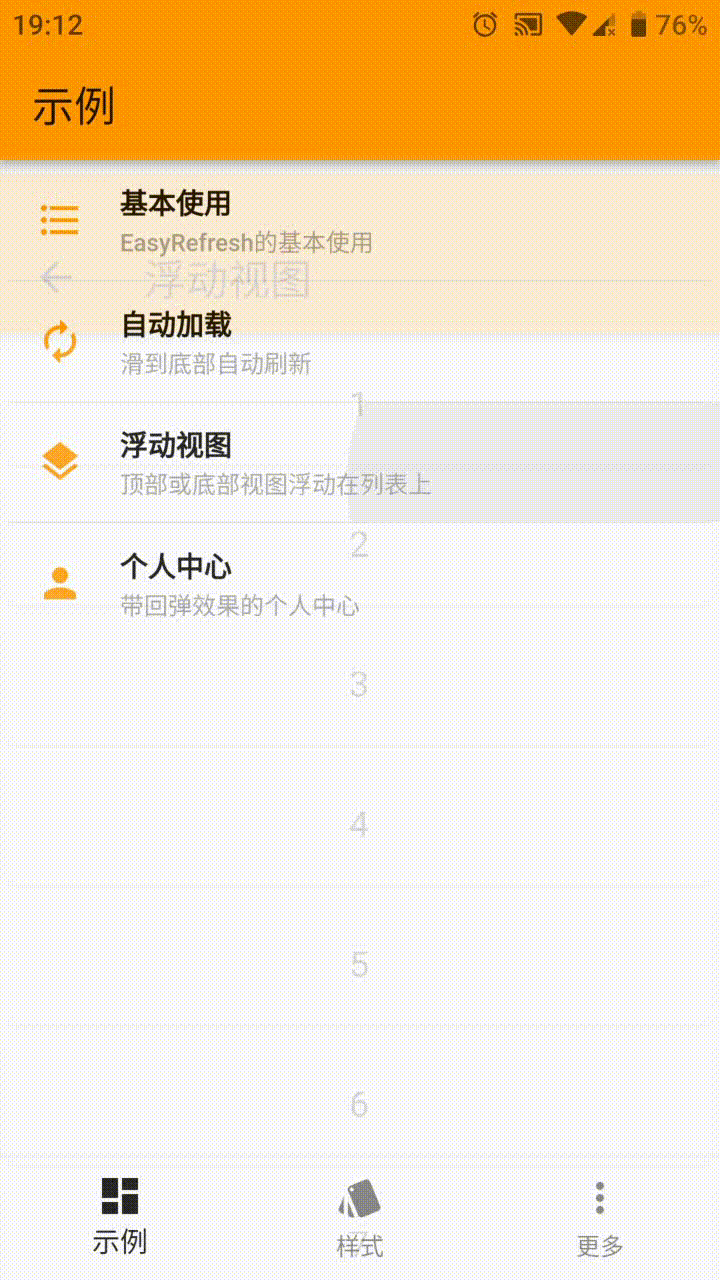 19:12 76%
示例
基本使用
EasyRefresh的基本使用
浮动视图
自动加载
滑到底部自动刷新
1
浮动视图
顶部或底部视图浮动在列表上
2
个人中心
带回弹效果的个人中心
3
4
5
6
示例 样式 更多